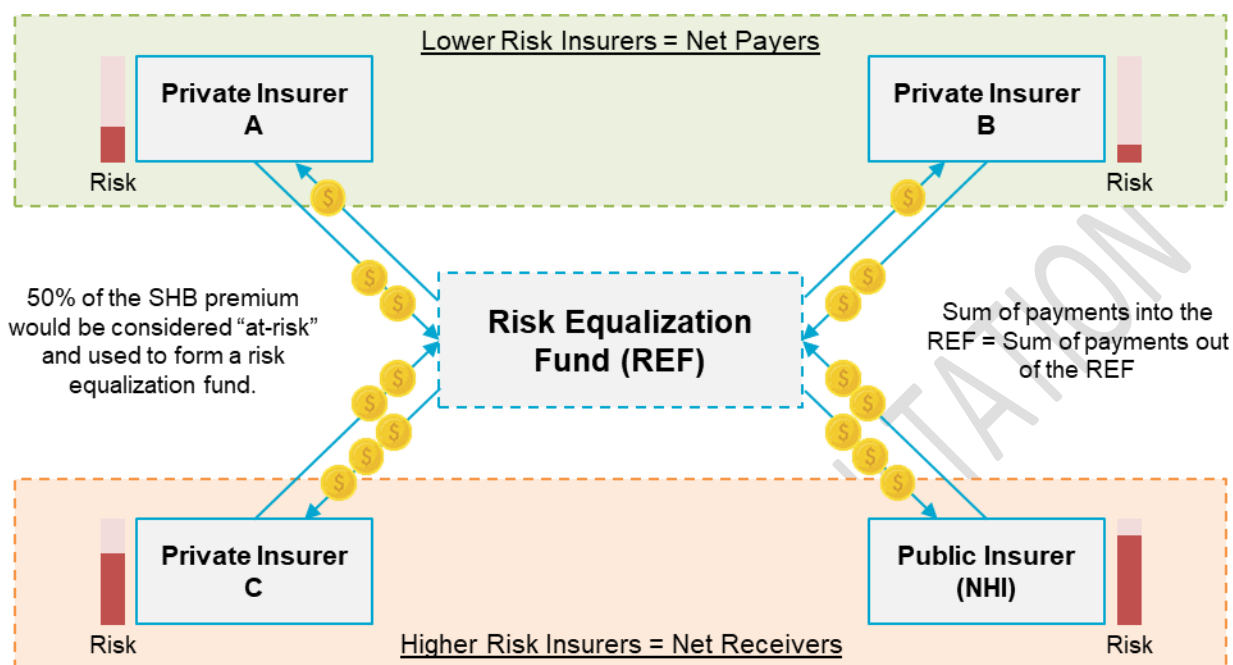 Lower Risk Insurers = Net Payers
Private Insurer
A
Risk
Private Insurer
B
Risk
50% of the SHB premium
would be considered “at-risk”
and used to form a risk
equalization fund.
Risk Equalization
Fund (REF)
Sum of payments into the
REF = Sum of payments out
of the REF
TATION
Private Insurer
C
Risk
Public Insurer
(NHI)
Risk
Higher Risk Insurers = Net Receivers